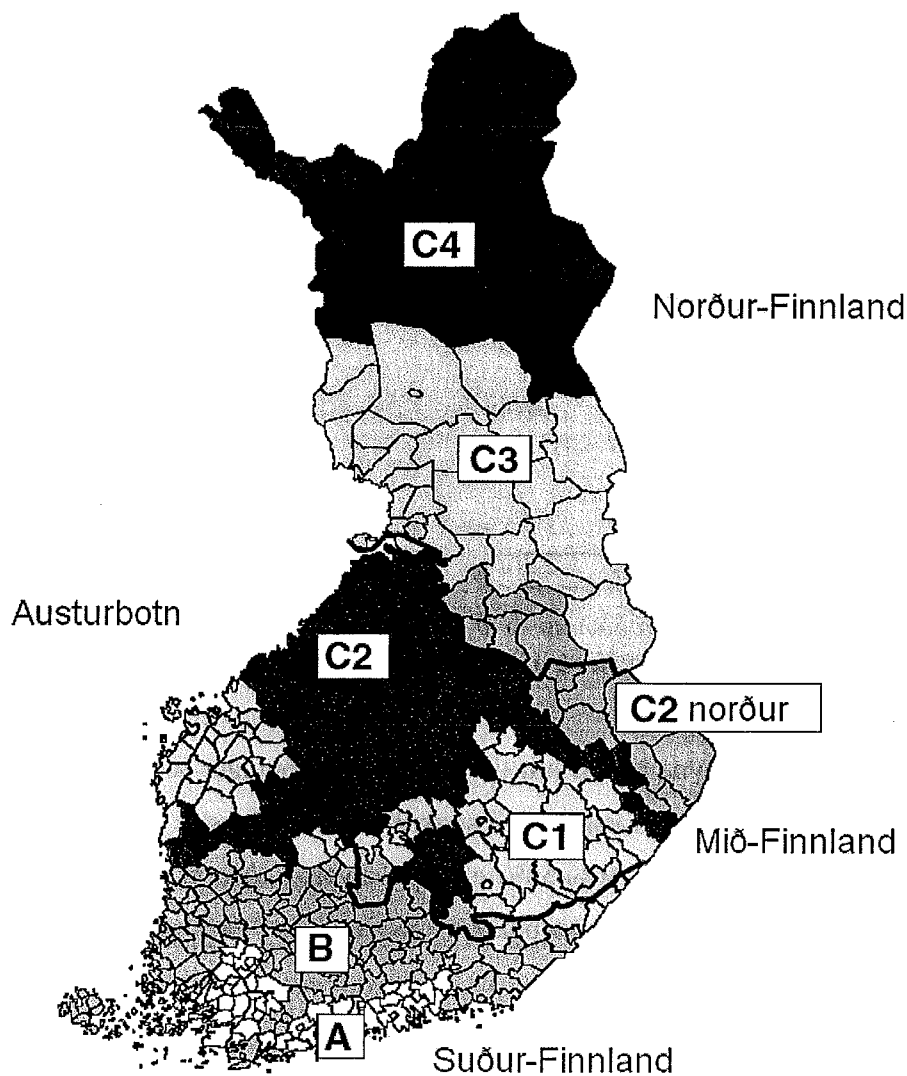 C4
Norður-Finnland
C3
Austurbotn
C2
C2 norður
C1
Mið-Finnland
B
A
Suður-Finnland